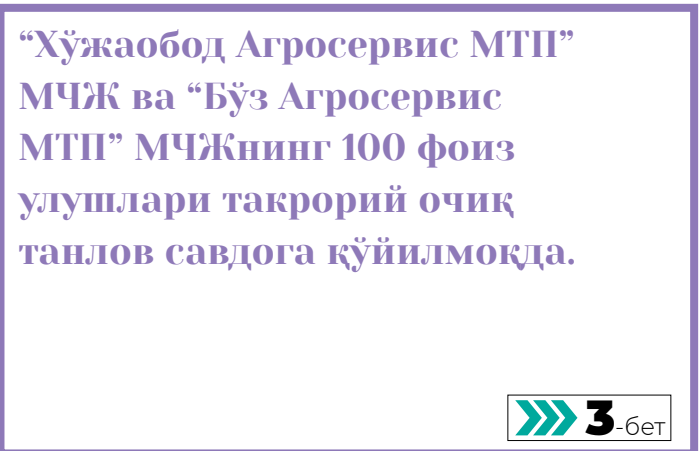 “Хўжаобод Агросервис МТП”
МЧЖ ва “Бўз Агросервис
МТП” МЧЖнинг 100 фоиз
улушлари такрорий очиқ
танлов савдога қўйилмоқда.
3-бет